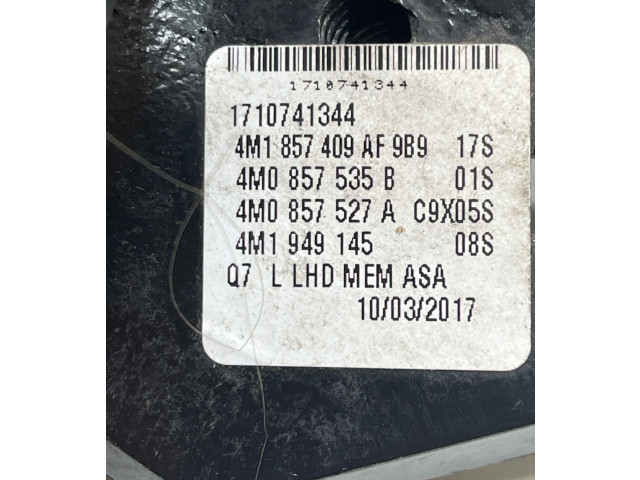 1710741344
1710741344
4M1 857 409 AF 9B9 17S
4M0 857 535 B 01S
4M0 857 527 A C9X05S
4M1 949 145 08S
Q7 L LHD MEM ASA
10/03/2017